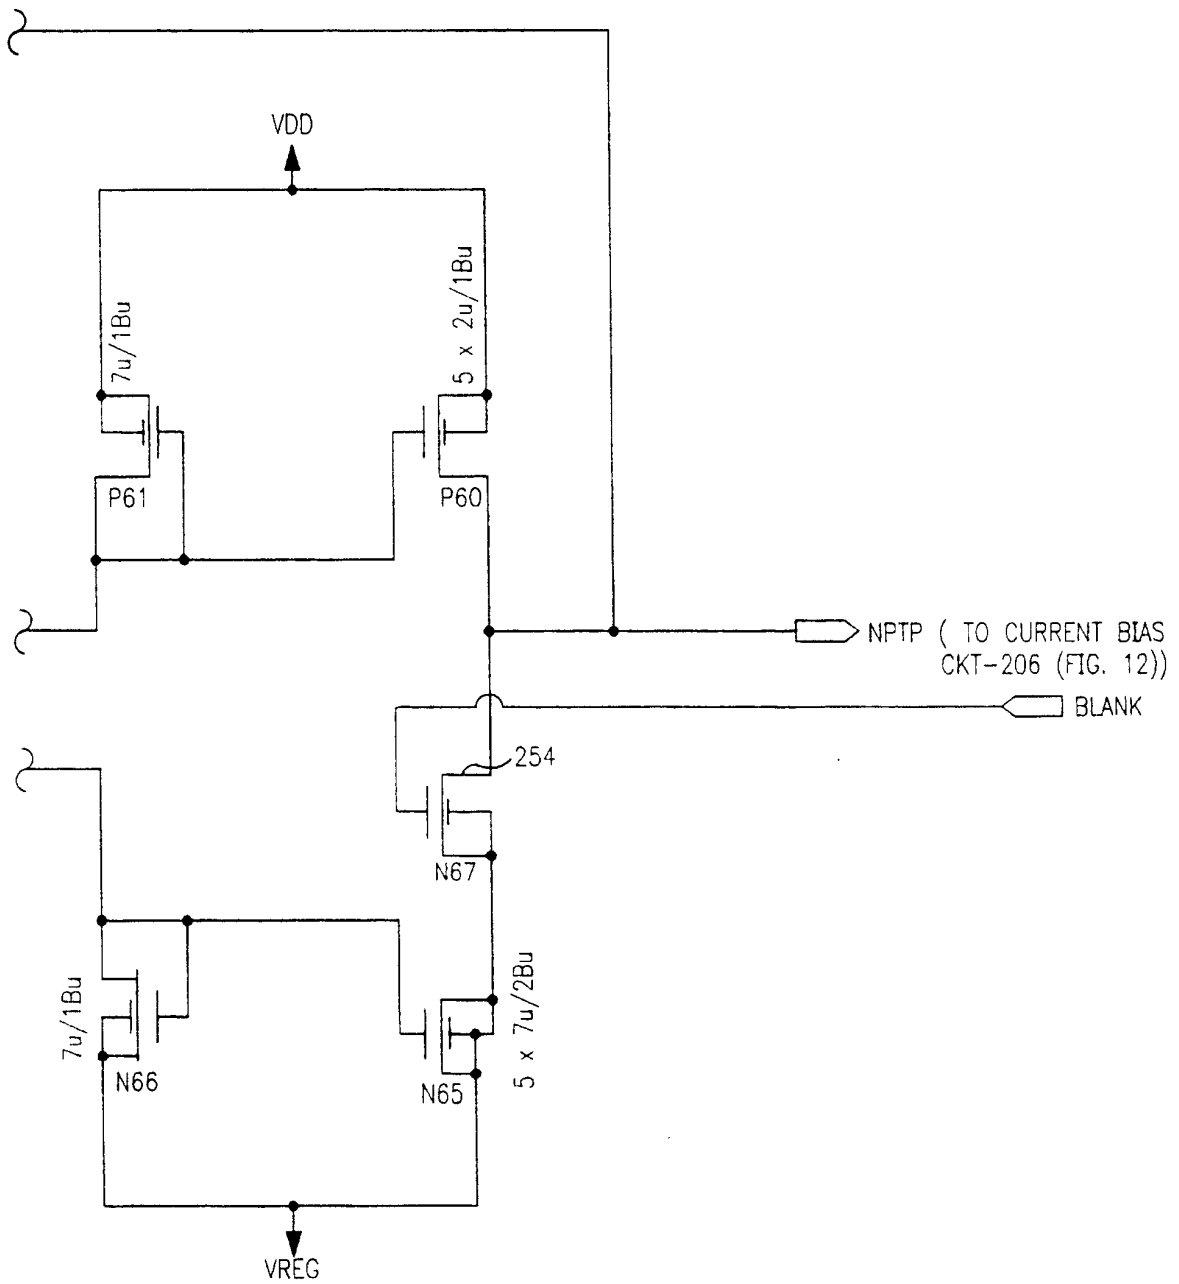 VDD
7u/1Bu
5 x 2u/1Bu
P61
P60
NPTP ( TO CURRENT BIAS
CKT-206 (FIG. 12))
BLANK
254
N67
7u/1Bu
5 x 7u/2Bu
N66
N65
VREG